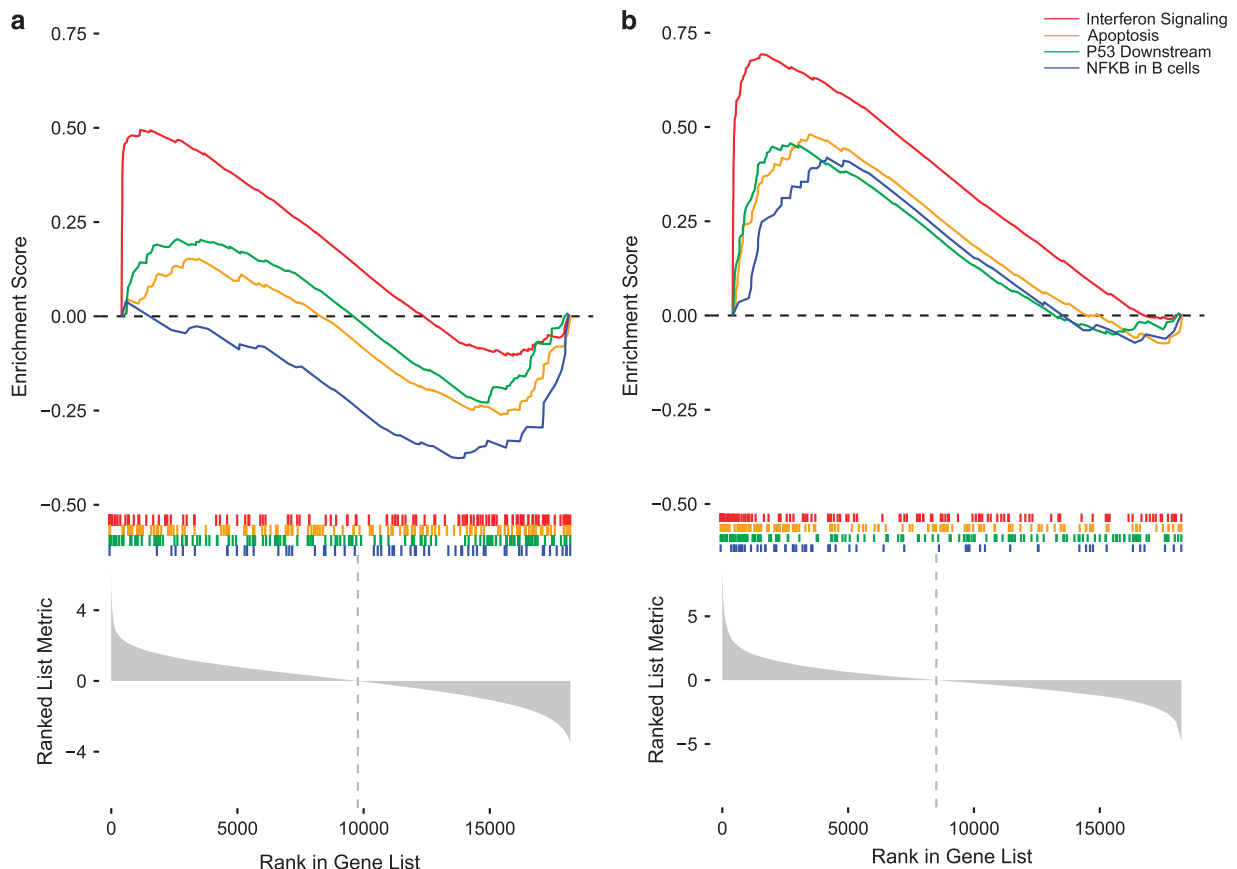 a
0.75
0.50
0.25
0.00
−0.25
−0.50
Enrichment Score
4
0
−4
Ranked List Metric
0 5000 10000 15000
Rank in Gene List
b
Interferon Signaling
Apoptosis
P53 Downstream
NFKB in B cells
0.75
0.50
0.25
0.00
−0.25
−0.50
Enrichment Score
5
0
−5
Ranked List Metric
0 5000 10000 15000
Rank in Gene List